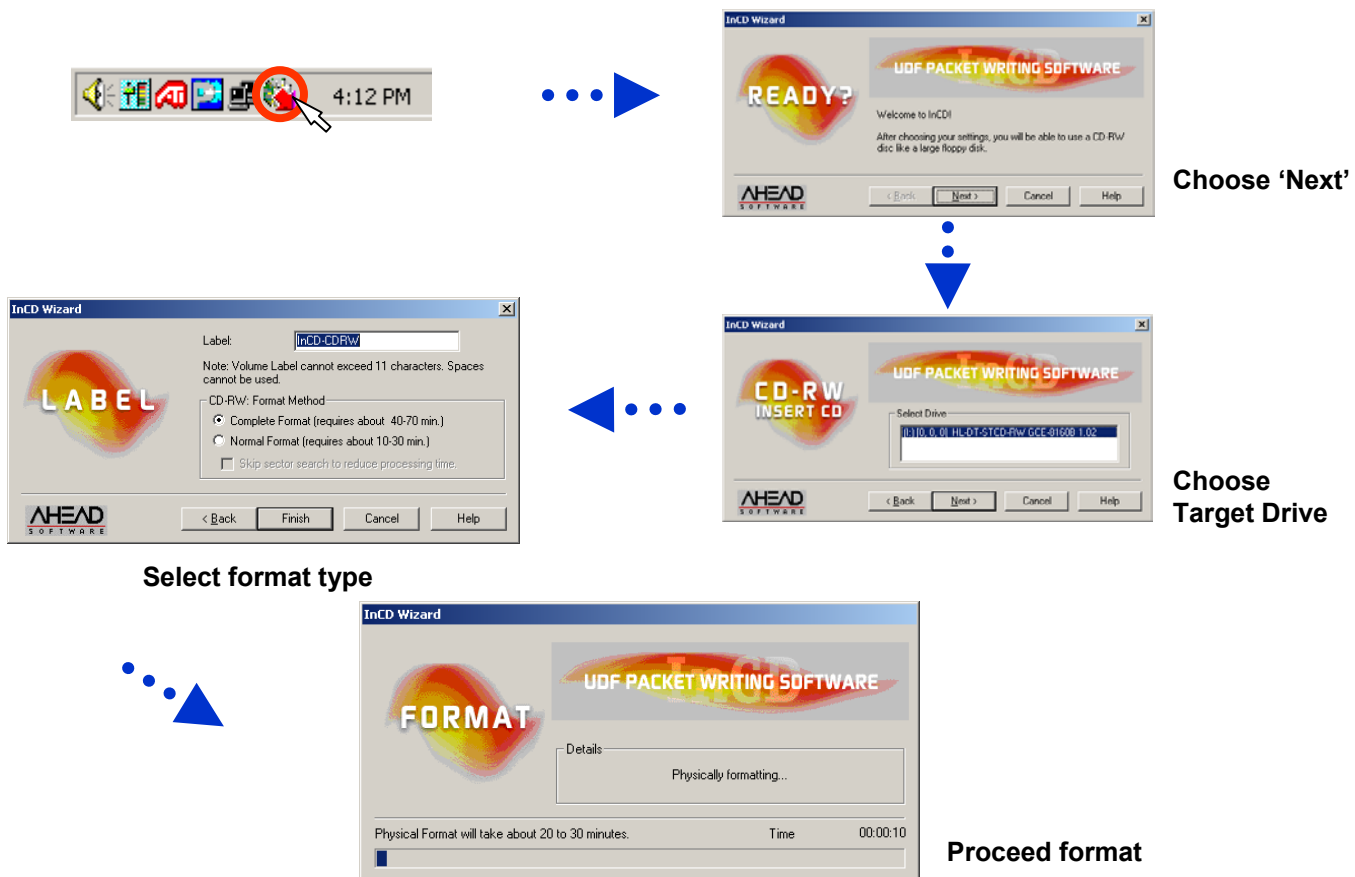 4:12 PM
InCD Wizard
InCD
UDF PACKET WRITING SOFTWARE
READY?
Welcome to InCD!
After choosing your settings, you will be able to use a CD-RW
disc like a large floppy disk.
AHEAD
SOFTWARE
< Back
Next >
Cancel
Help
Choose ‘Next’
InCD Wizard
InCD
UDF PACKET WRITING SOFTWARE
CD-RW
INSERT CD
Select Drive
(I:) [0, 0, 0] HL-DT-STCD-RW GCE-8160B 1.02
AHEAD
SOFTWARE
< Back
Next >
Cancel
Help
Choose
Target Drive
InCD Wizard
Label:
InCD-CDRW
Note: Volume Label cannot exceed 11 characters. Spaces
cannot be used.
LABEL
CD-RW: Format Method
Complete Format (requires about 40-70 min.)
Normal Format (requires about 10-30 min.)
Skip sector search to reduce processing time.
AHEAD
SOFTWARE
< Back
Finish
Cancel
Help
Select format type
InCD Wizard
InCD
UDF PACKET WRITING SOFTWARE
FORMAT
Details
Physically formatting...
Physical Format will take about 20 to 30 minutes.
Time
00:00:10
Proceed format